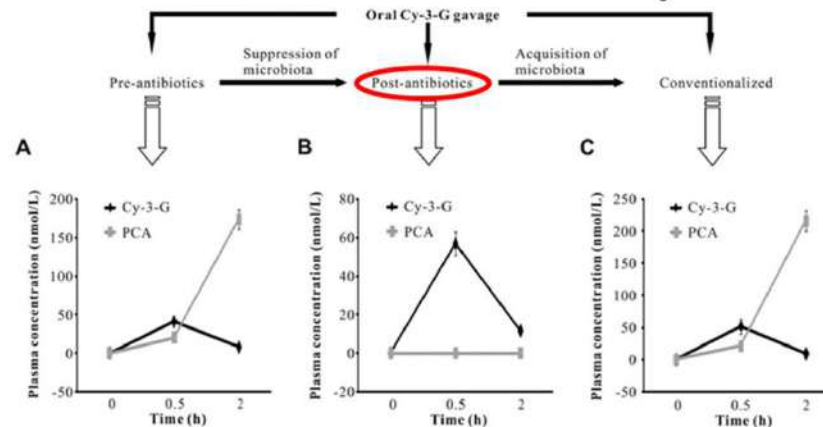 Oral Cy-3-G gavage
Suppression of
microbiota
Acquisition of
microbiota
Pre-antibiotics
Post-antibiotics
Conventionalized
A
Plasma concentration (nmol/L)
200
150
100
50
0
-50
Cy-3-G
PCA
0
0.5
2
Time (h)
B
Plasma concentration (nmol/L)
80
60
40
20
0
-20
Cy-3-G
PCA
0
0.5
2
Time (h)
C
Plasma concentration (nmol/L)
250
200
150
100
50
0
-50
Cy-3-G
PCA
0
0.5
2
Time (h)